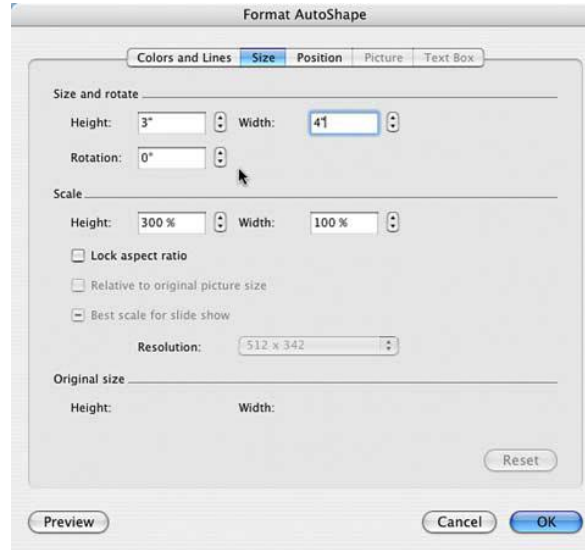 Format AutoShape
Colors and Lines Size Position Picture Text Box
Size and rotate
Height: 3" Width: 4"
Rotation: 0°
Scale
Height: 300 % Width: 100 %
Lock aspect ratio
Relative to original picture size
Best scale for slide show
Resolution: 512 x 342
Original size
Height: Width:
Reset
Preview Cancel OK